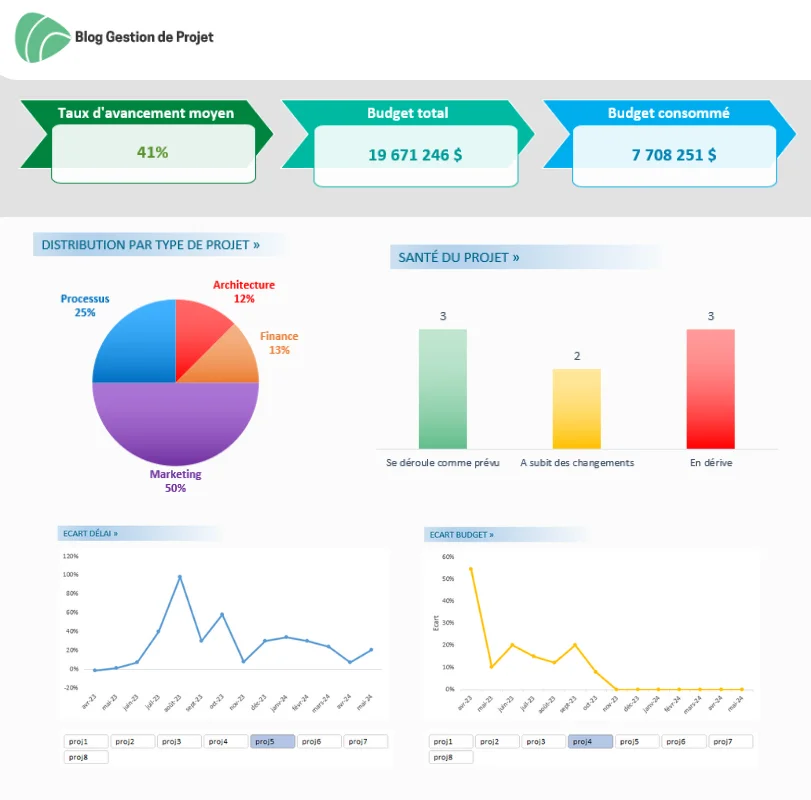 Blog Gestion de Projet
Taux d'avancement moyen
41%
Budget total
19 671 246 $
Budget consommé
7 708 251 $
DISTRIBUTION PAR TYPE DE PROJET »
Architecture
12%
Processus
25%
Finance
13%
Marketing
50%
SANTÉ DU PROJET »
3
2
3
Se déroule comme prévu
A subit des changements
En dérive
ECART DÉLAI »
120%
100%
80%
60%
40%
20%
0%
-20%
avr-23 mai-23 juin-23 juil-23 août-23 sept-23 oct-23 nov-23 déc-23 janv-24 févr-24 mars-24 avr-24 mai-24
proj1 proj2 proj3 proj4 proj5 proj6 proj7
proj8
ECART BUDGET »
60%
50%
40%
30%
20%
10%
0%
Ecart
avr-23 mai-23 juin-23 juil-23 août-23 sept-23 oct-23 nov-23 déc-23 janv-24 févr-24 mars-24 avr-24 mai-24
proj1 proj2 proj3 proj4 proj5 proj6 proj7
proj8